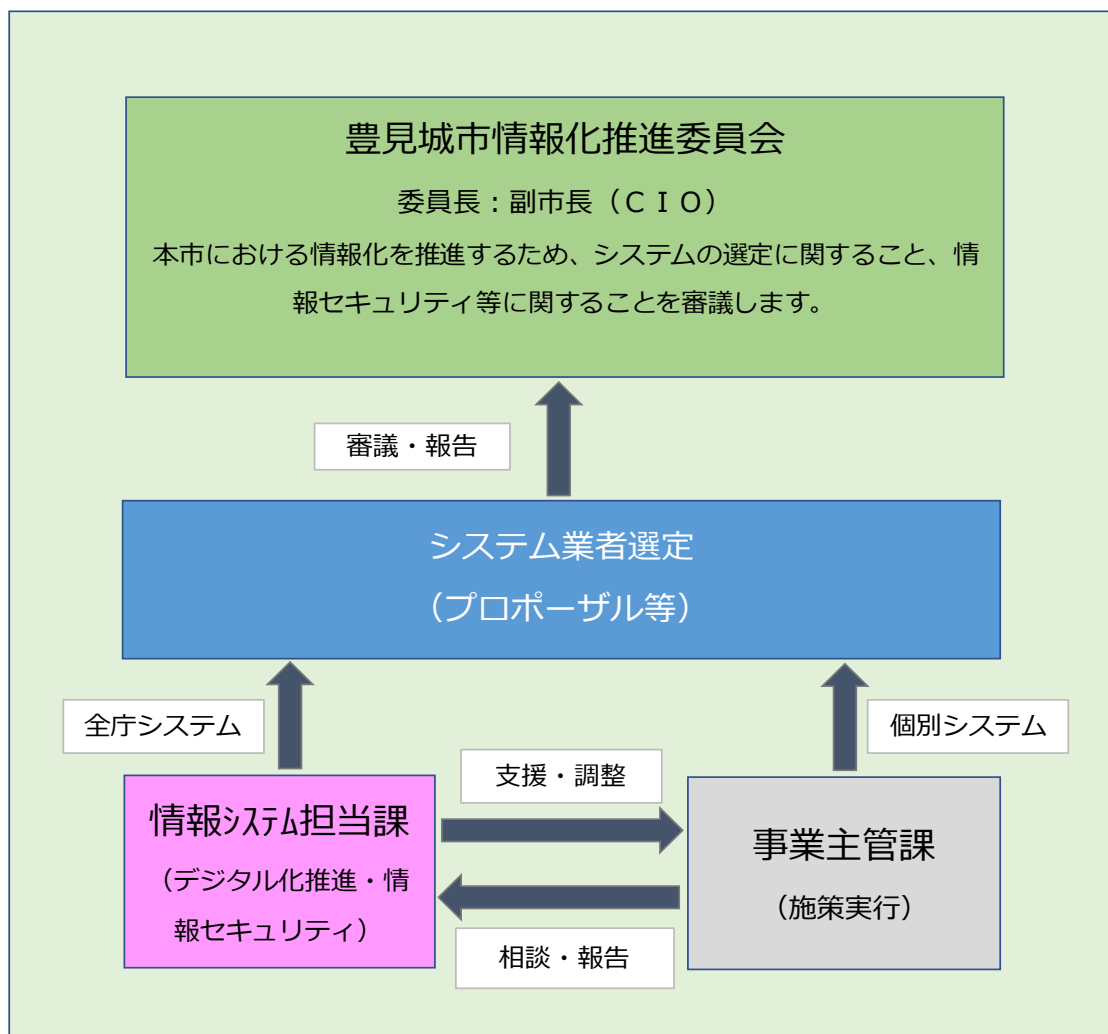 豊見城市情報化推進委員会
委員長：副市長（ＣＩＯ）
本市における情報化を推進するため、システムの選定に関すること、情
報セキュリティ等に関することを審議します。
審議・報告
システム業者選定
（プロポーザル等）
全庁システム
個別システム
支援・調整
情報ｼｽﾃﾑ担当課
（デジタル化推進・情
報セキュリティ）
事業主管課
（施策実行）
相談・報告